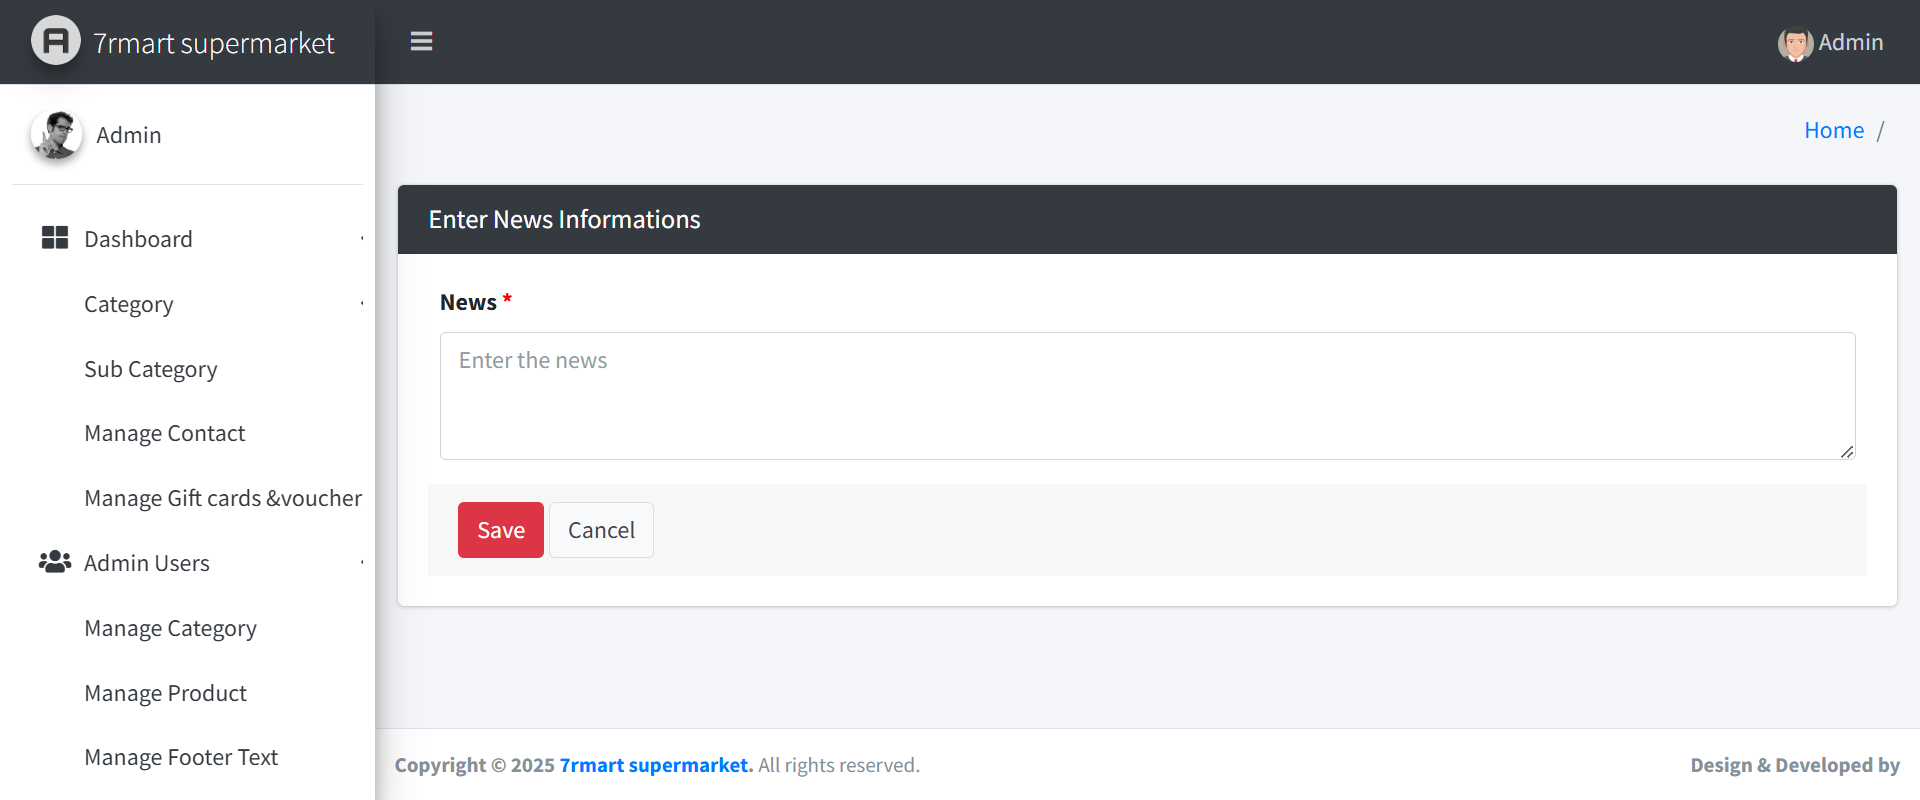 7rmart supermarket
Admin
Admin
Home /
Dashboard
Category
Sub Category
Manage Contact
Manage Gift cards &voucher
Admin Users
Manage Category
Manage Product
Manage Footer Text
Enter News Informations
News *
Enter the news
Save Cancel
Copyright © 2025 7rmart supermarket. All rights reserved.
Design & Developed by